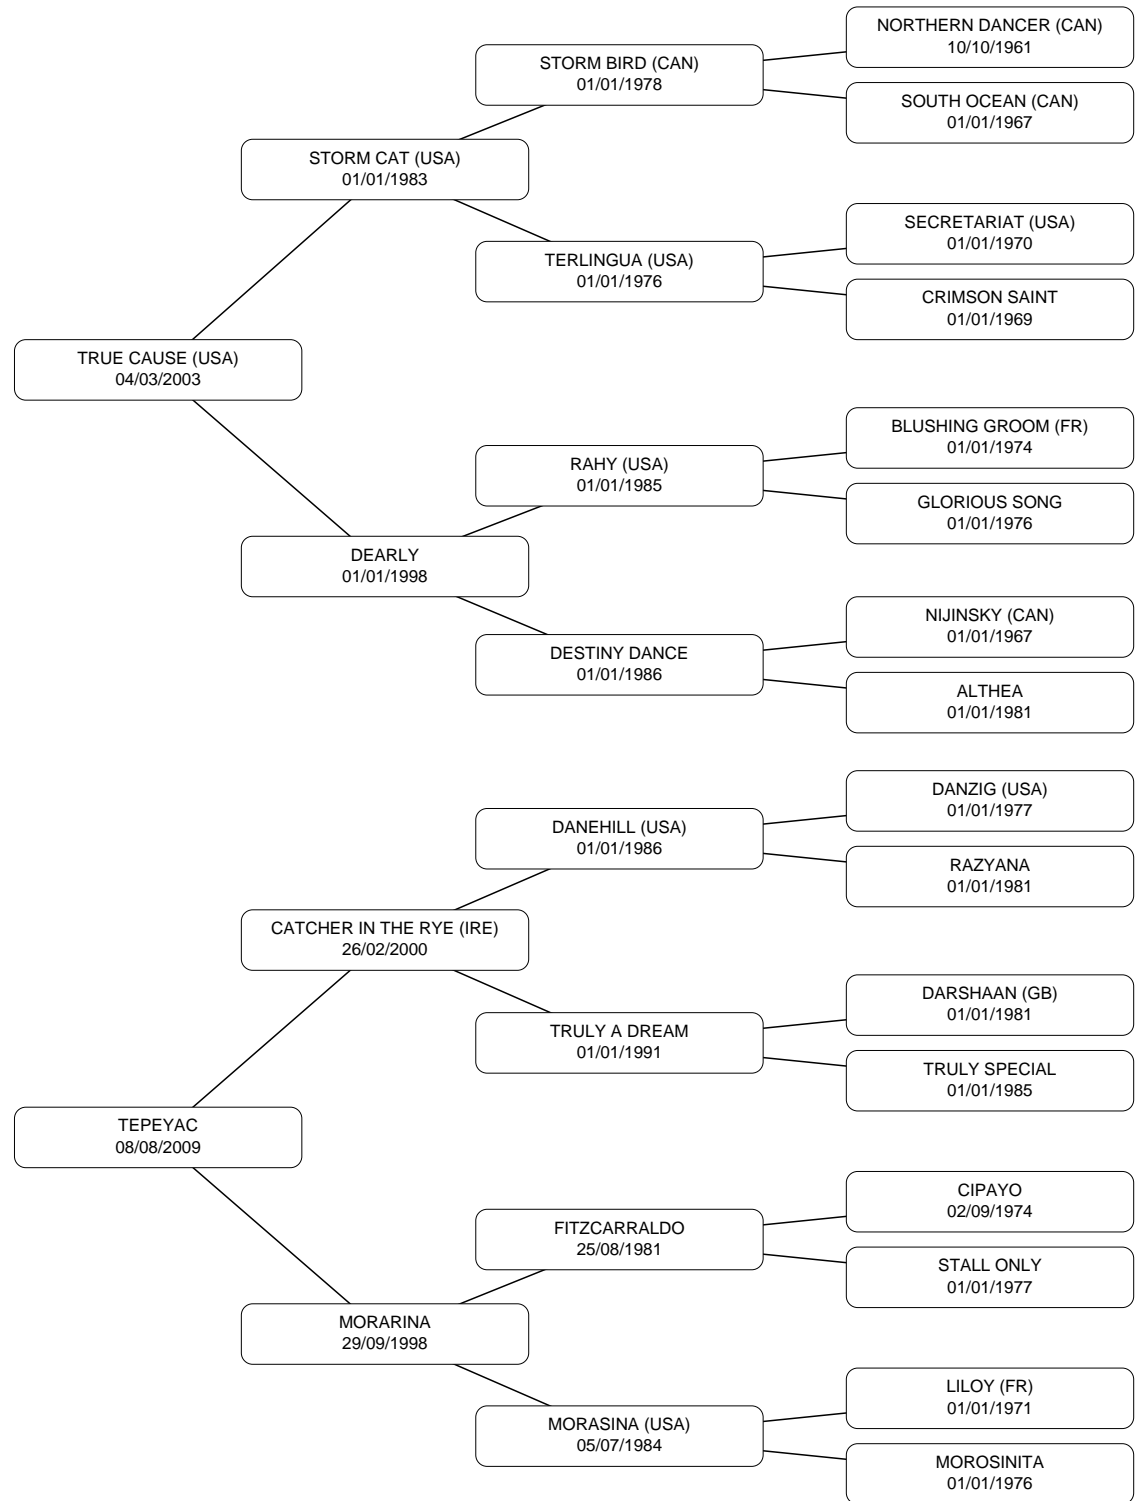 NORTHERN DANCER (CAN)
10/10/1961
STORM BIRD (CAN)
01/01/1978
SOUTH OCEAN (CAN)
01/01/1967
STORM CAT (USA)
01/01/1983
SECRETARIAT (USA)
01/01/1970
TERLINGUA (USA)
01/01/1976
CRIMSON SAINT
01/01/1969
TRUE CAUSE (USA)
04/03/2003
BLUSHING GROOM (FR)
01/01/1974
RAHY (USA)
01/01/1985
GLORIOUS SONG
01/01/1976
DEARLY
01/01/1998
NIJINSKY (CAN)
01/01/1967
DESTINY DANCE
01/01/1986
ALTHEA
01/01/1981
DANZIG (USA)
01/01/1977
DANEHILL (USA)
01/01/1986
RAZYANA
01/01/1981
CATCHER IN THE RYE (IRE)
26/02/2000
DARSHAAN (GB)
01/01/1981
TRULY A DREAM
01/01/1991
TRULY SPECIAL
01/01/1985
TEPEYAC
08/08/2009
CIPAYO
02/09/1974
FITZCARRALDO
25/08/1981
STALL ONLY
01/01/1977
MORARINA
29/09/1998
LILOY (FR)
01/01/1971
MORASINA (USA)
05/07/1984
MOROSINITA
01/01/1976